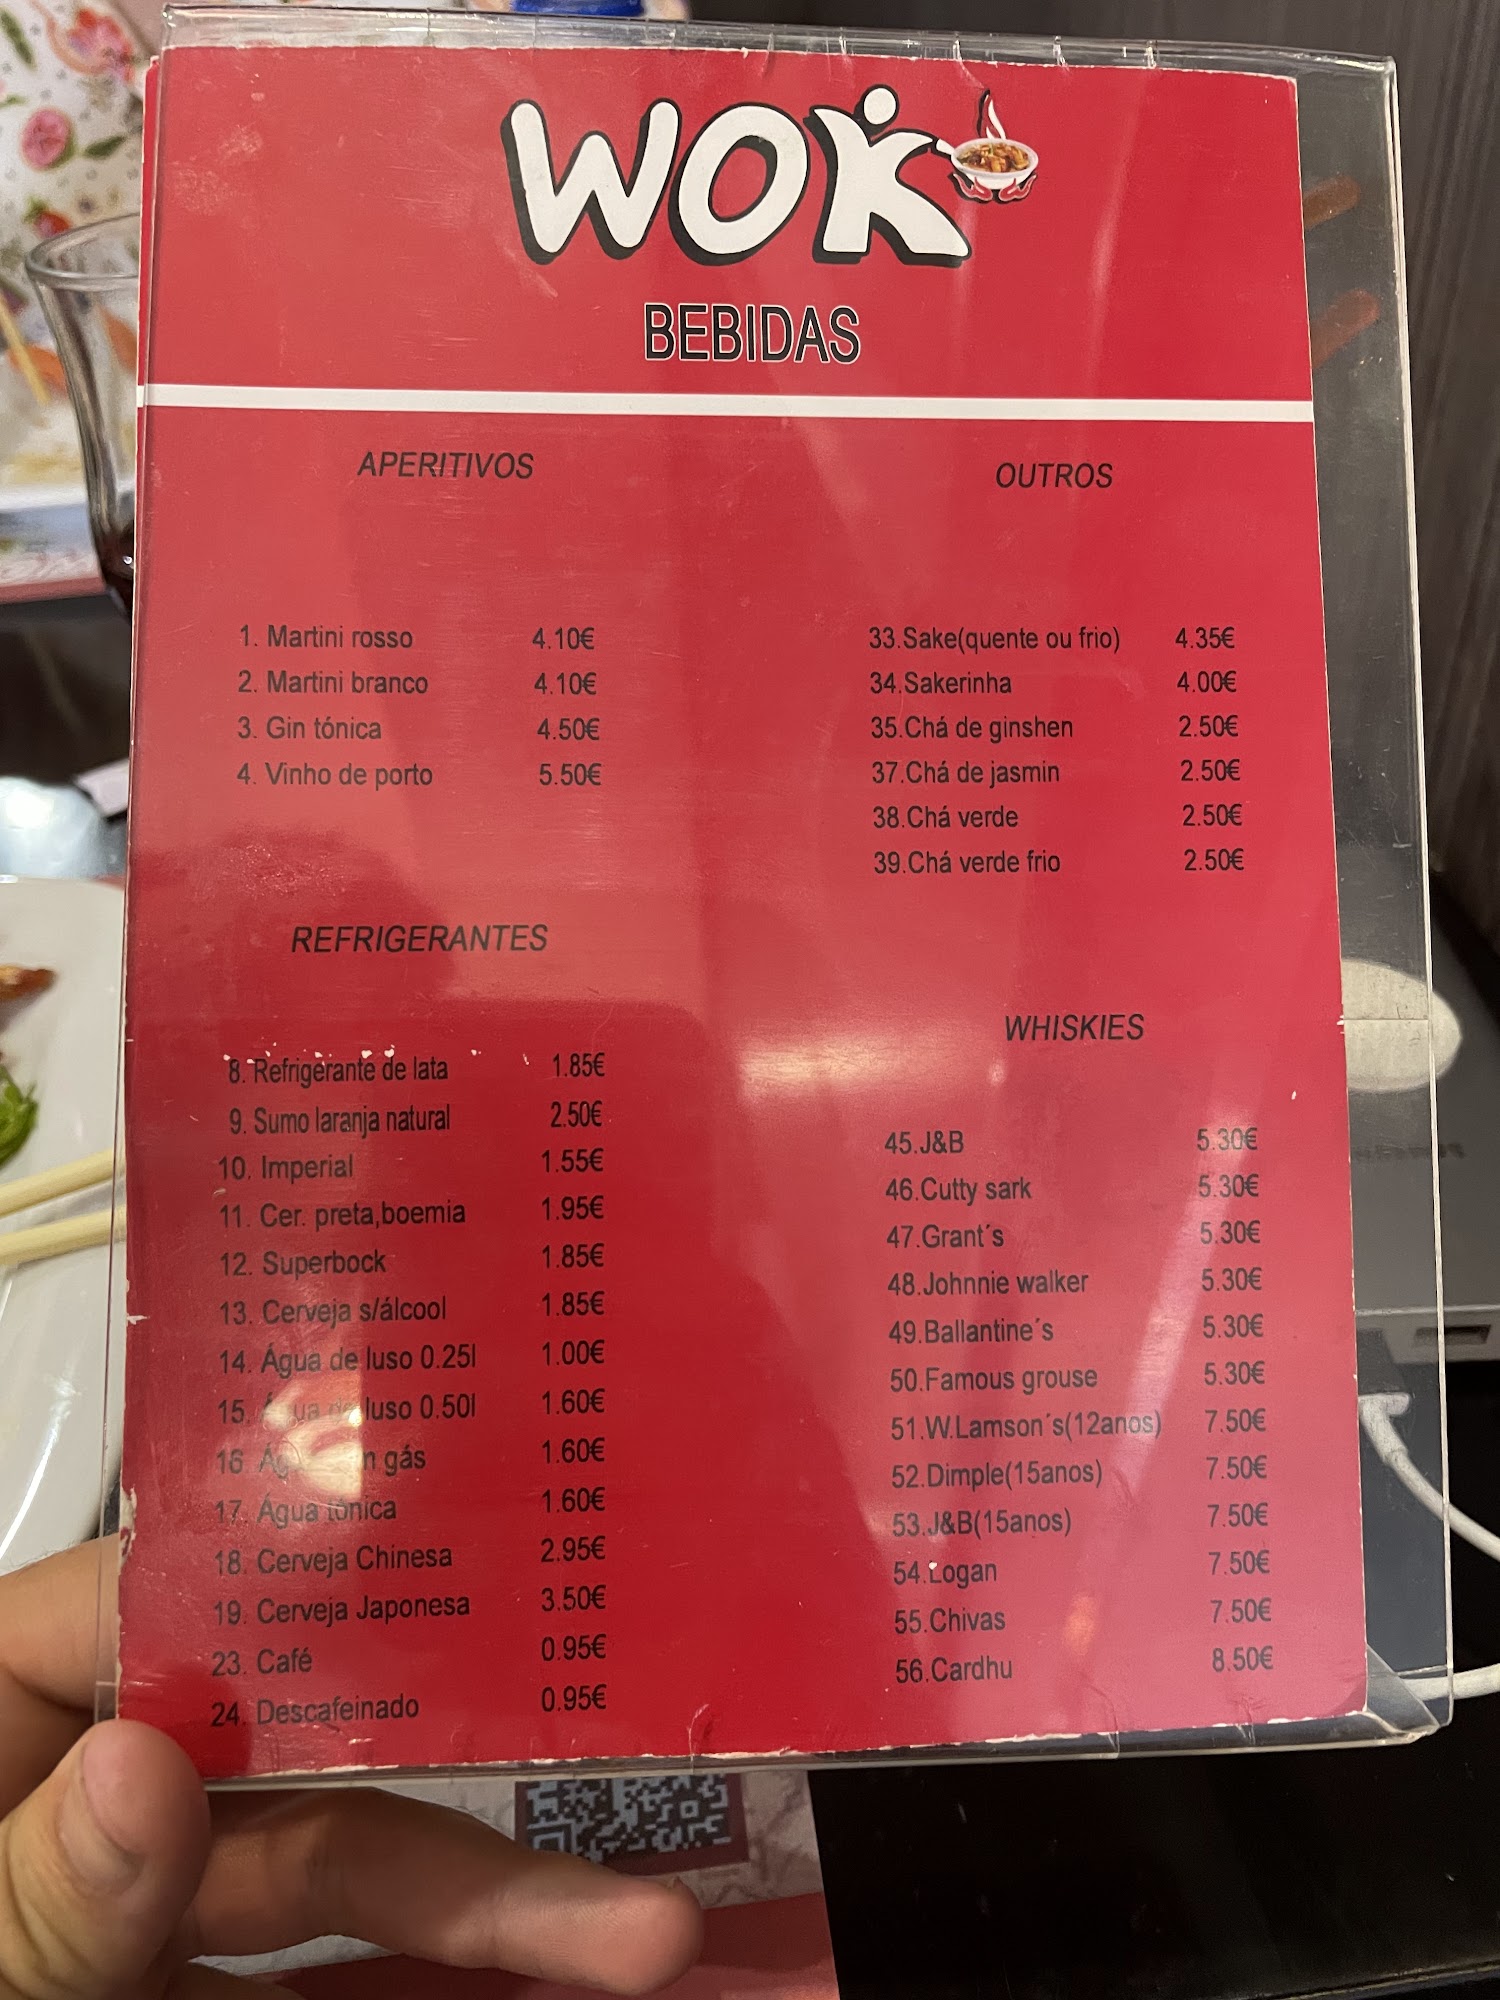 WOK
BEBIDAS
APERITIVOS
1. Martini rosso 4.10€
2. Martini branco 4.10€
3. Gin tónica 4.50€
4. Vinho de porto 5.50€
REFRIGERANTES
8. Refrigerante de lata 1.85€
9. Sumo laranja natural 2.50€
10. Imperial 1.55€
11. Cer. preta,boemia 1.95€
12. Superbock 1.85€
13. Cerveja s/álcool 1.85€
14. Água de luso 0.25l 1.00€
15. Água de luso 0.50l 1.60€
16 gás 1.60€
17. Água tônica 1.60€
18. Cerveja Chinesa 2.95€
19. Cerveja Japonesa 3.50€
23. Café 0.95€
24. Descafeinado 0.95€
OUTROS
33.Sake(quente ou frio) 4.35€
34.Sakerinha 4.00€
35.Chá de ginshen 2.50€
37.Chá de jasmin 2.50€
38.Chá verde 2.50€
39.Chá verde frio 2.50€
WHISKIES
45.J&B 5.30€
46.Cutty sark 5.30€
47.Grant´s 5.30€
48.Johnnie walker 5.30€
49.Ballantine´s 5.30€
50.Famous grouse 5.30€
51.W.Lamson´s(12anos) 7.50€
52.Dimple(15anos) 7.50€
53.J&B(15anos) 7.50€
54.Logan 7.50€
55.Chivas 7.50€
56.Cardhu 8.50€